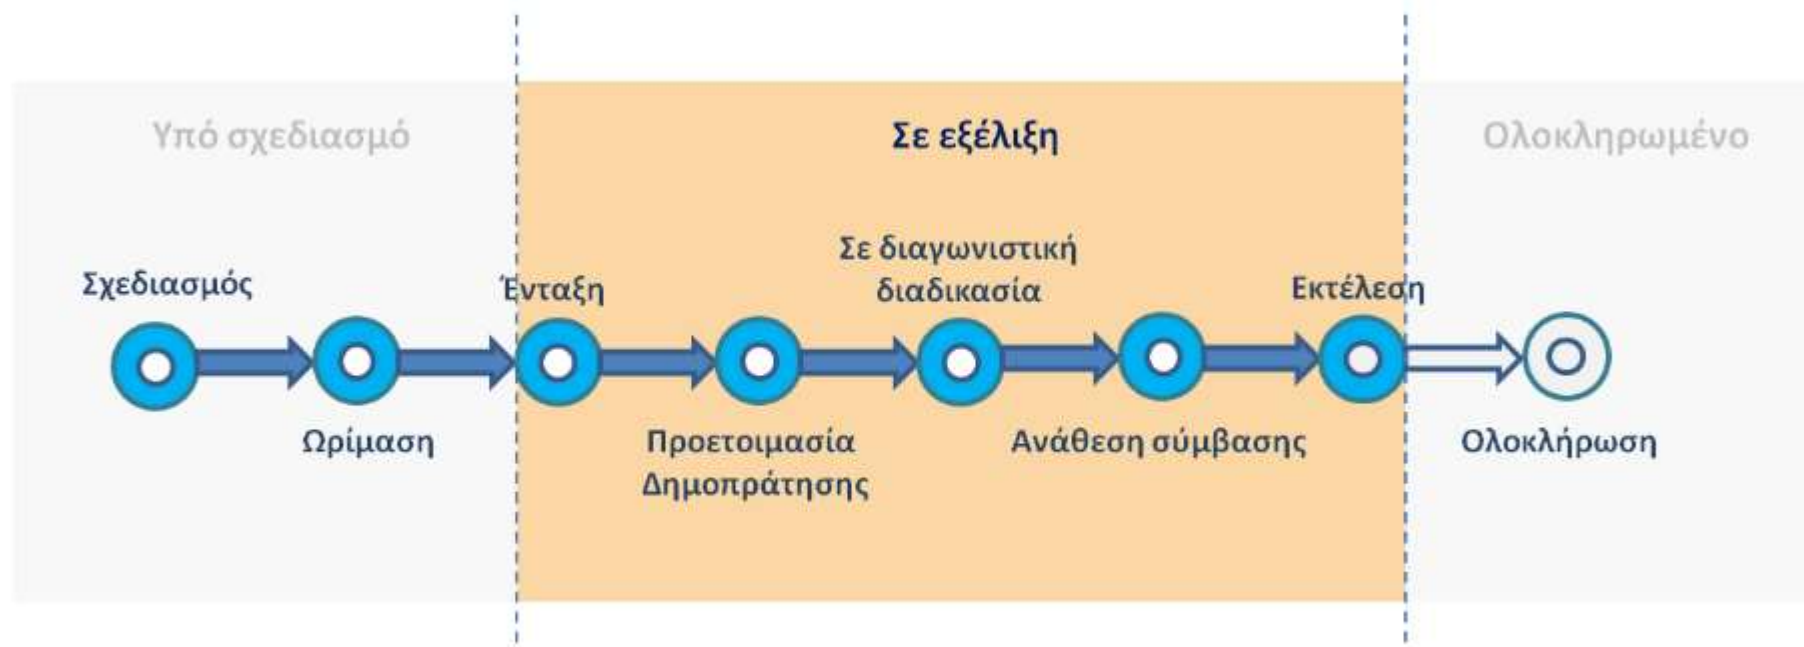 Υπό σχεδιασμό
Σε εξέλιξη
Ολοκληρωμένο
Σχεδιασμός
Ωρίμαση
Ένταξη
Προετοιμασία
Δημοπράτησης
Σε διαγωνιστική
διαδικασία
Ανάθεση σύμβασης
Εκτέλεση
Ολοκλήρωση